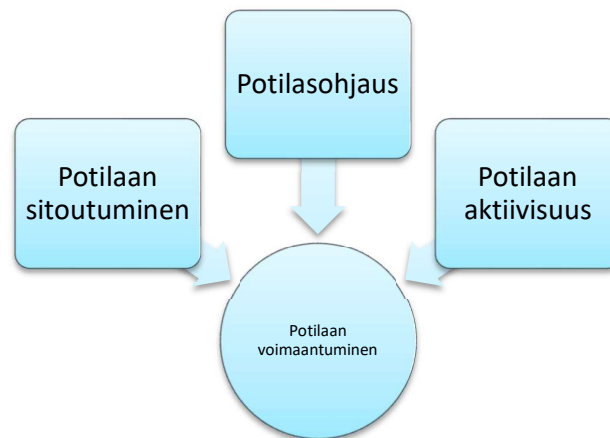 Potilasohjaus
Potilaan
sitoutuminen
Potilaan
aktiivisuus
Potilaan
voimaantuminen